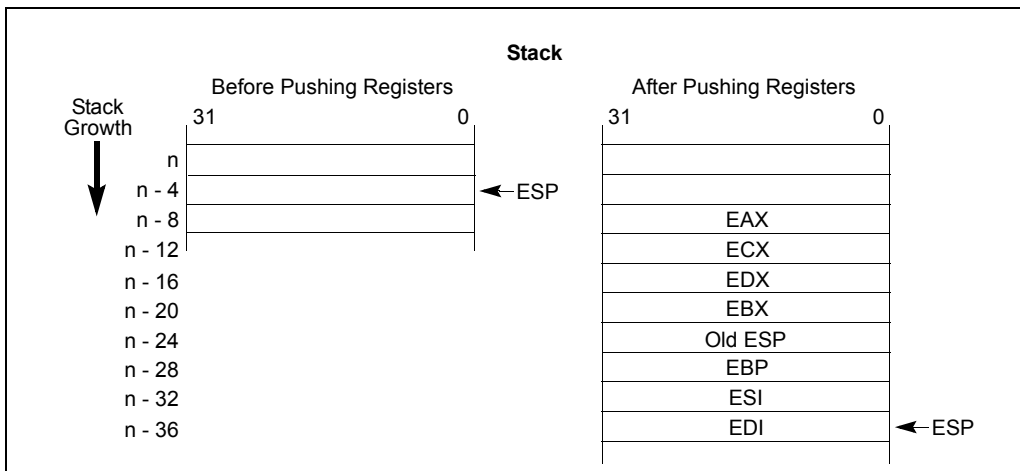 Stack
Before Pushing Registers After Pushing Registers
Stack
Growth
31 0 31 0
n
n - 4 ESP
n - 8 EAX
n - 12 ECX
n - 16 EDX
n - 20 EBX
n - 24 Old ESP
n - 28 EBP
n - 32 ESI
n - 36 EDI ESP